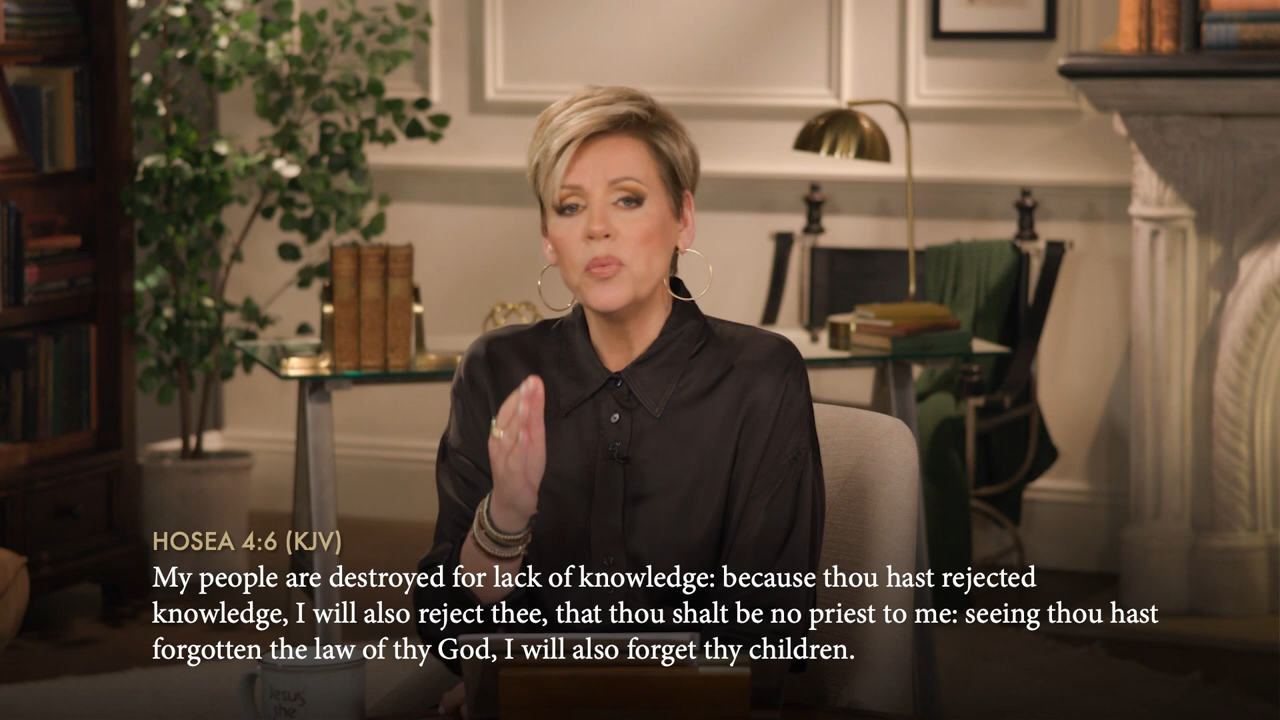 HOSEA 4:6 (KJV)
My people are destroyed for lack of knowledge: because thou hast rejected
knowledge, I will also reject thee, that thou shalt be no priest to me: seeing thou hast
forgotten the law of thy God, I will also forget thy children.
Jesus
the